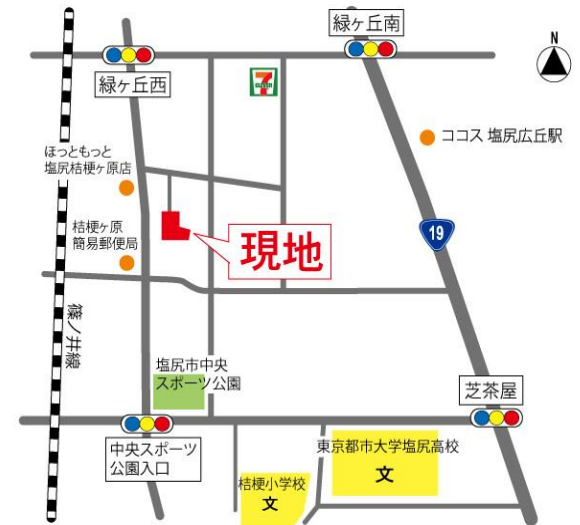 緑ヶ丘南
N
緑ヶ丘西
7
ELEVEN
ココス 塩尻広丘駅
ほっともっと
塩尻桔梗ヶ原店
桔梗ヶ原
簡易郵便局
現地
19
篠ノ井線
塩尻市中央
スポーツ公園
芝茶屋
中央スポーツ
公園入口
東京都市大学塩尻高校
文
桔梗小学校
文